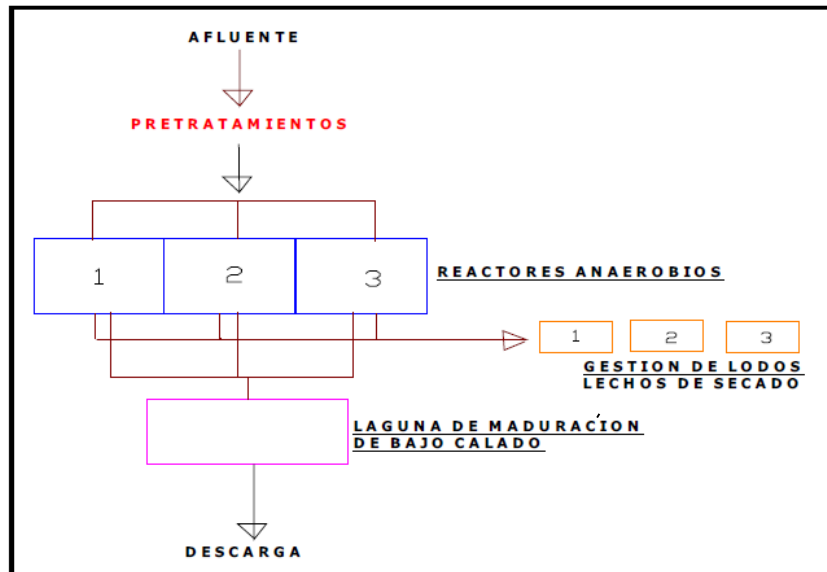 AFLUENTE
PRETRATAMIENTOS
1
2
3
REACTORES ANAEROBIOS
1
2
3
GESTION DE LODOS
LECHOS DE SECADO
LAGUNA DE MADURACÍON
DE BAJO CALADO
DESCARGA